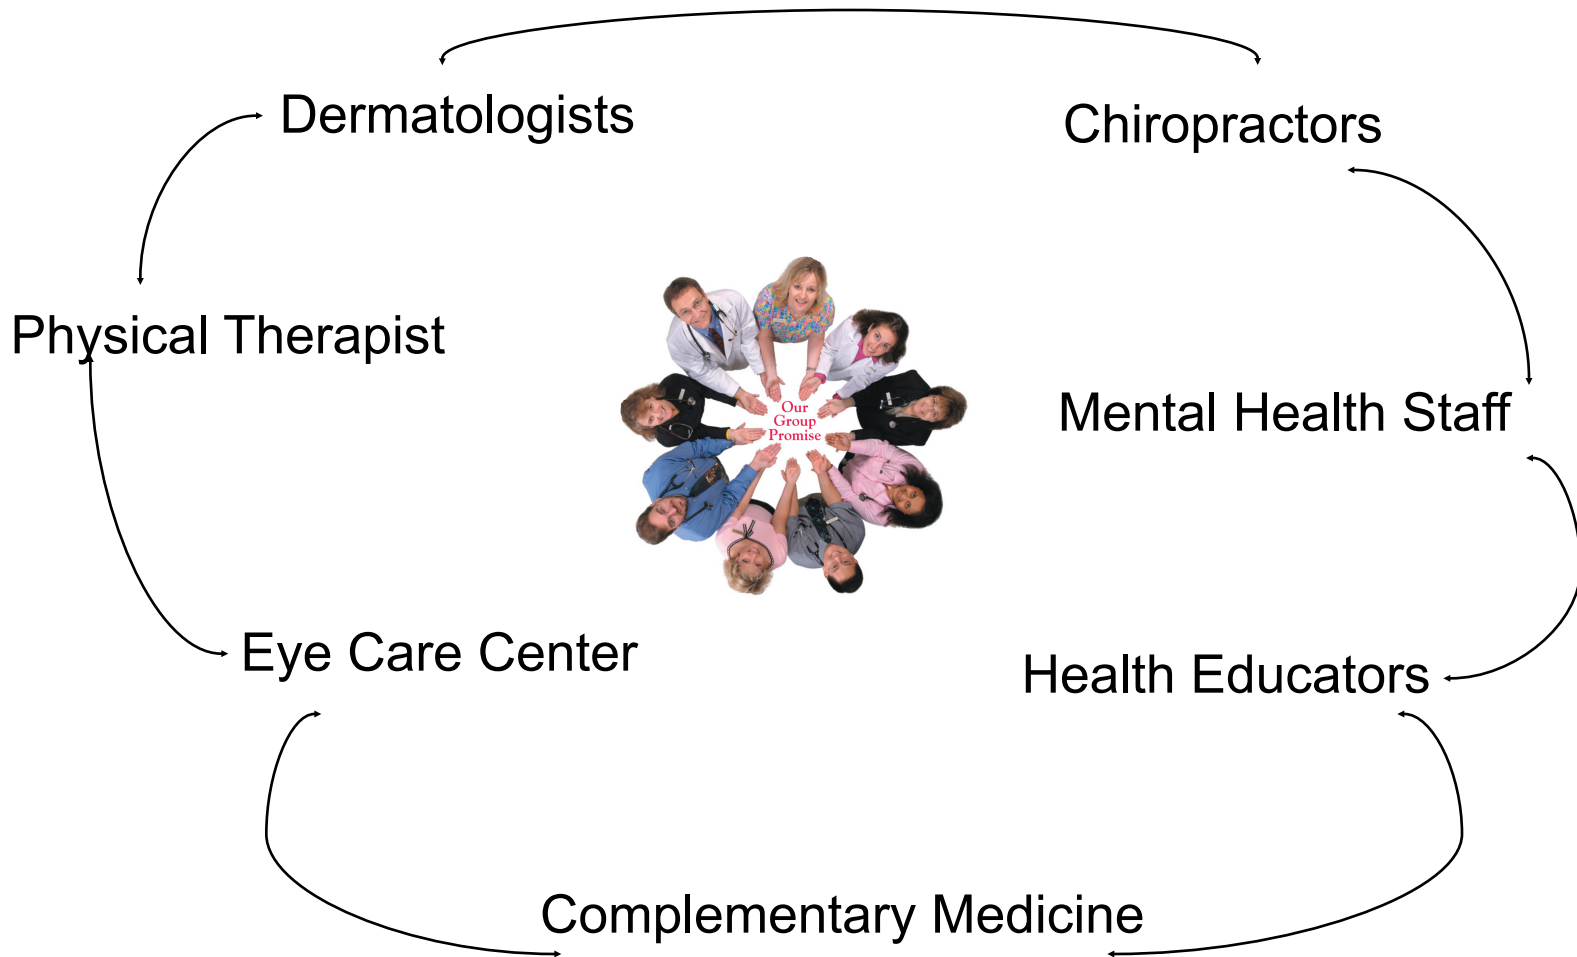 Dermatologists
Chiropractors
Physical Therapist
Our
Group
Promise
Mental Health Staff
Eye Care Center
Health Educators
Complementary Medicine